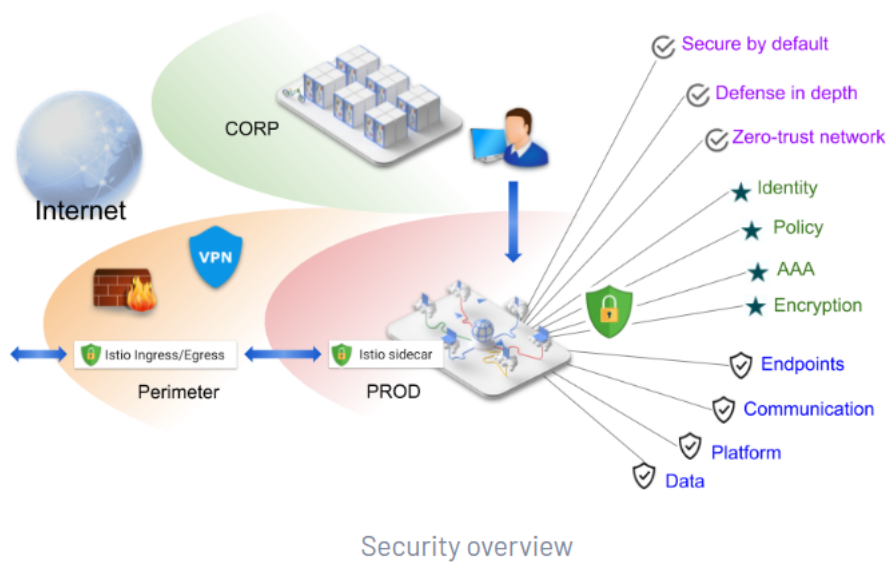 Secure by default
Defense in depth
CORP
Zero-trust network
Internet
Identity
VPN
Policy
AAA
Encryption
Istio Ingress/Egress
Istio sidecar
Endpoints
Perimeter
PROD
Communication
Platform
Data
Security overview